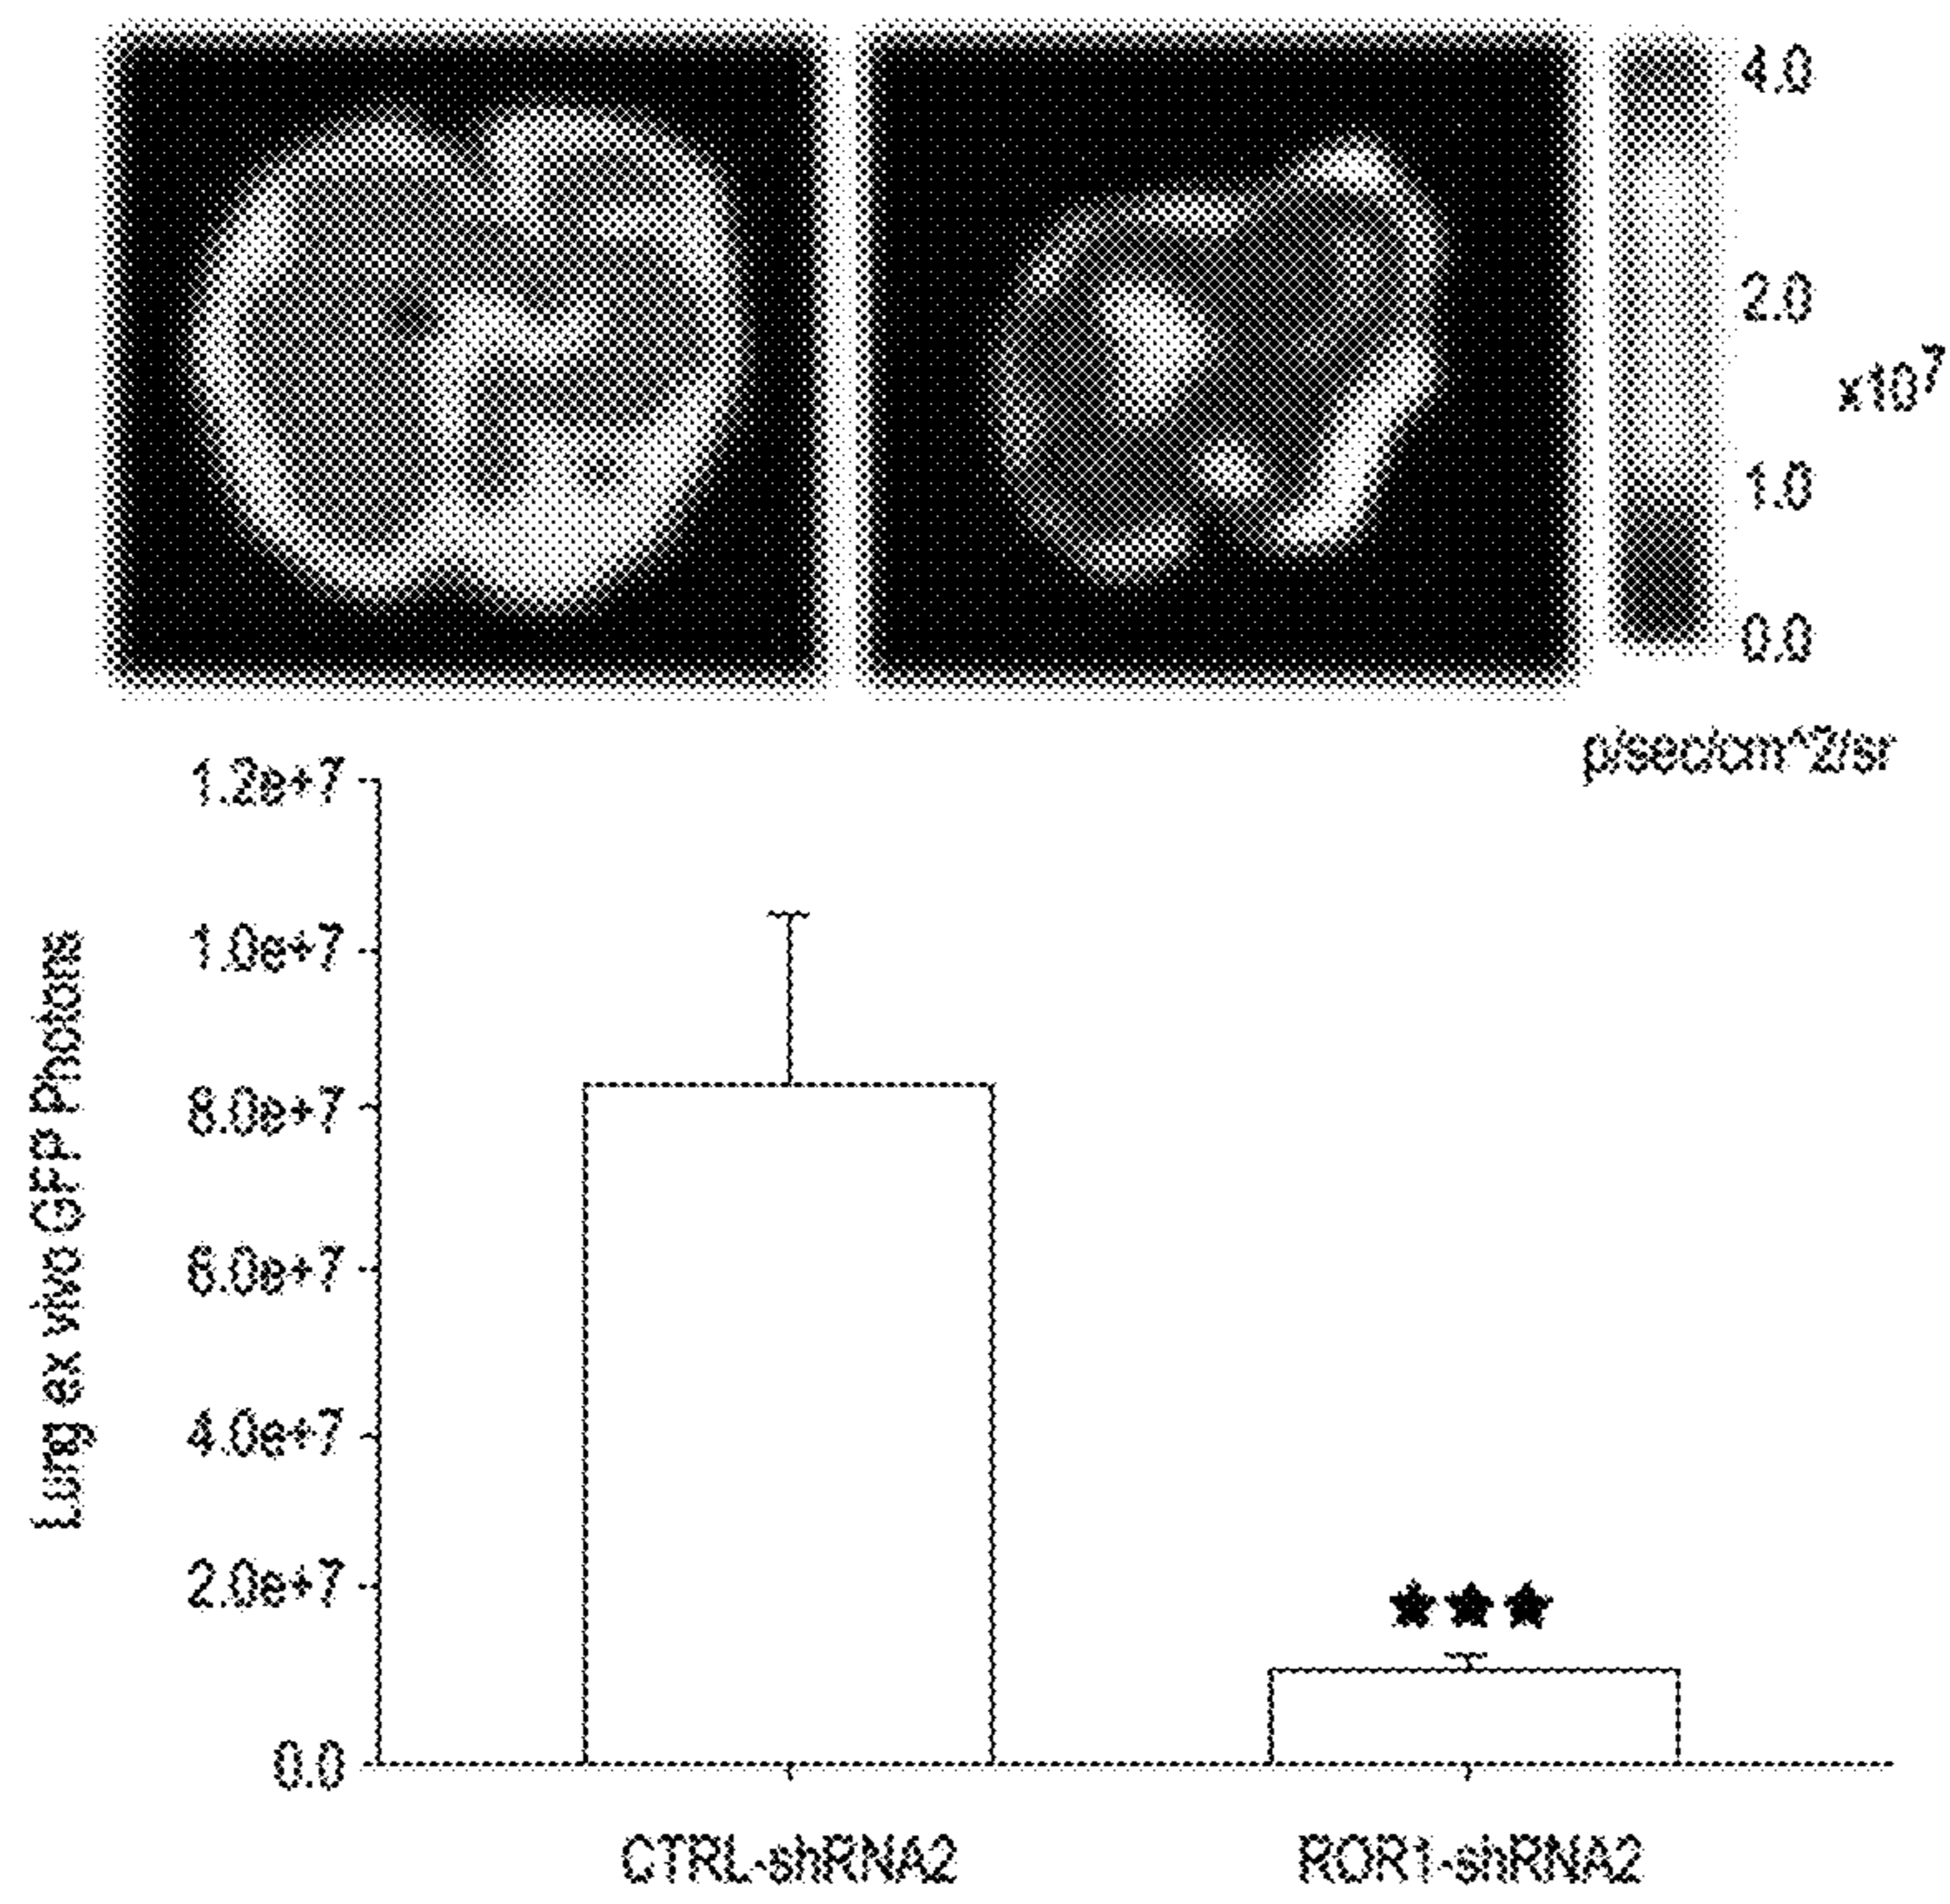 4.0
2.0
x10^7
1.0
0.0
p/sec/cm^2/sr
Lung ex vivo GFP Photons
1.2e+7
1.0e+7
8.0e+7
6.0e+7
4.0e+7
2.0e+7
0.0
★★★
CTRL-shRNA2
ROR1-shRNA2